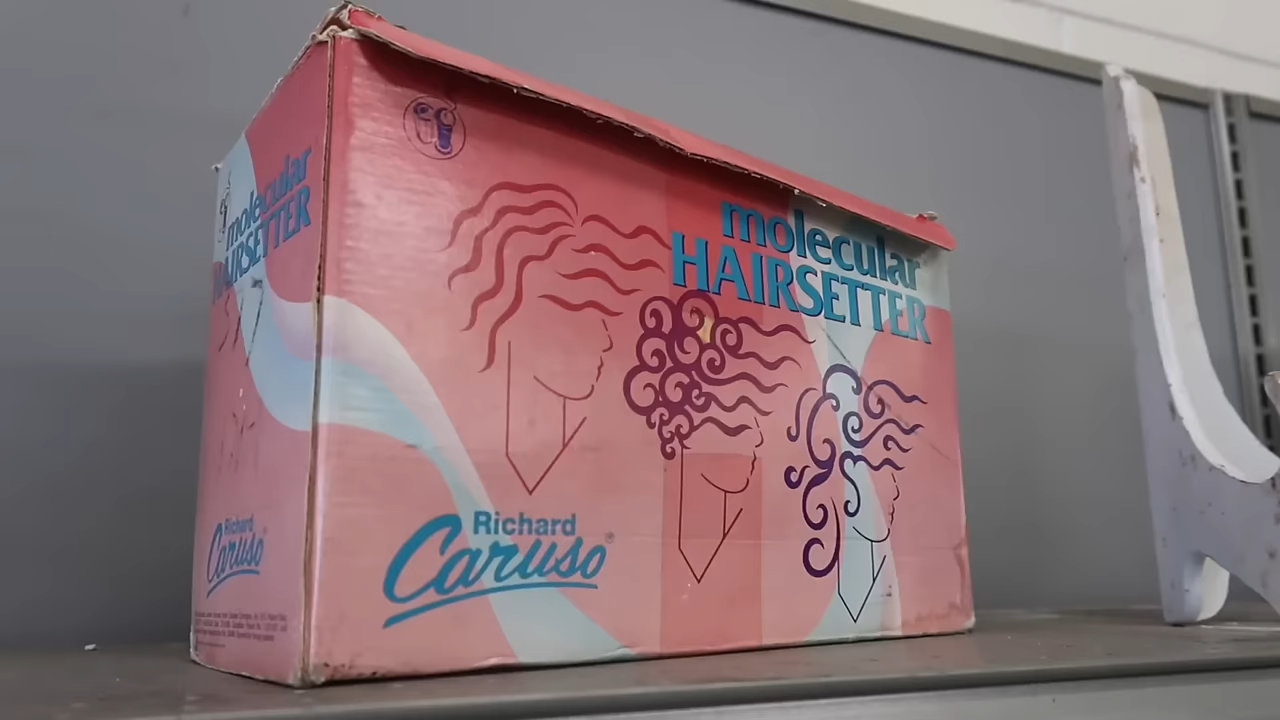 molecular
HAIRSETTER
Richard
Caruso®
molecular
HAIRSETTER
Richard
Caruso